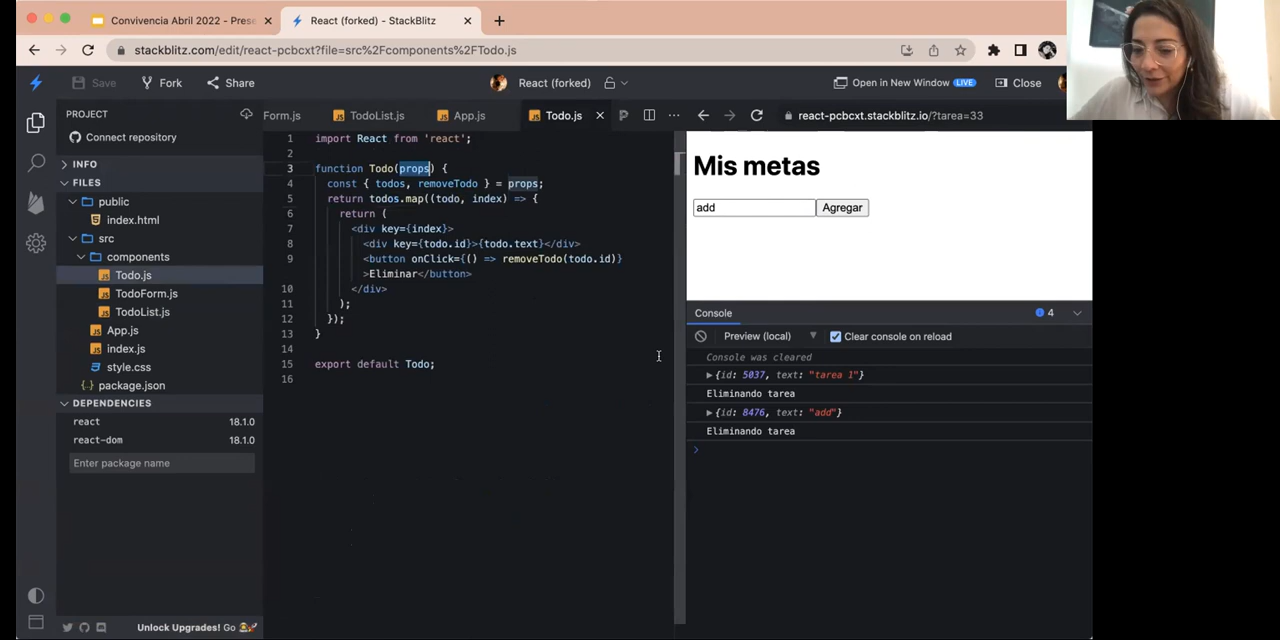 Convivencia Abril 2022 - Prese
React (forked) - StackBlitz
stackblitz.com/edit/react-pcbcxt?file=src%2Fcomponents%2FTodo.js
Save
Fork
Share
React (forked)
Open in New Window LIVE
Close
PROJECT
Connect repository
INFO
FILES
public
index.html
src
components
Todo.js
TodoForm.js
TodoList.js
App.js
index.js
style.css
package.json
DEPENDENCIES
react 18.1.0
react-dom 18.1.0
Enter package name
Unlock Upgrades! Go
Form.js
TodoList.js
App.js
Todo.js
1 import React from 'react';
2
3 function Todo(props) {
4 const { todos, removeTodo } = props;
5 return todos.map((todo, index) => {
6 return (
7 <div key={index}>
8 <div key={todo.id}>{todo.text}</div>
9 <button onClick={() => removeTodo(todo.id)}
>Eliminar</button>
10 </div>
11 );
12 });
13 }
14
15 export default Todo;
16
react-pcbcxt.stackblitz.io/?tarea=33
Mis metas
add
Agregar
Console
4
Preview (local)
Clear console on reload
Console was cleared
{id: 5037, text: "tarea 1"}
Eliminando tarea
{id: 8476, text: "add"}
Eliminando tarea